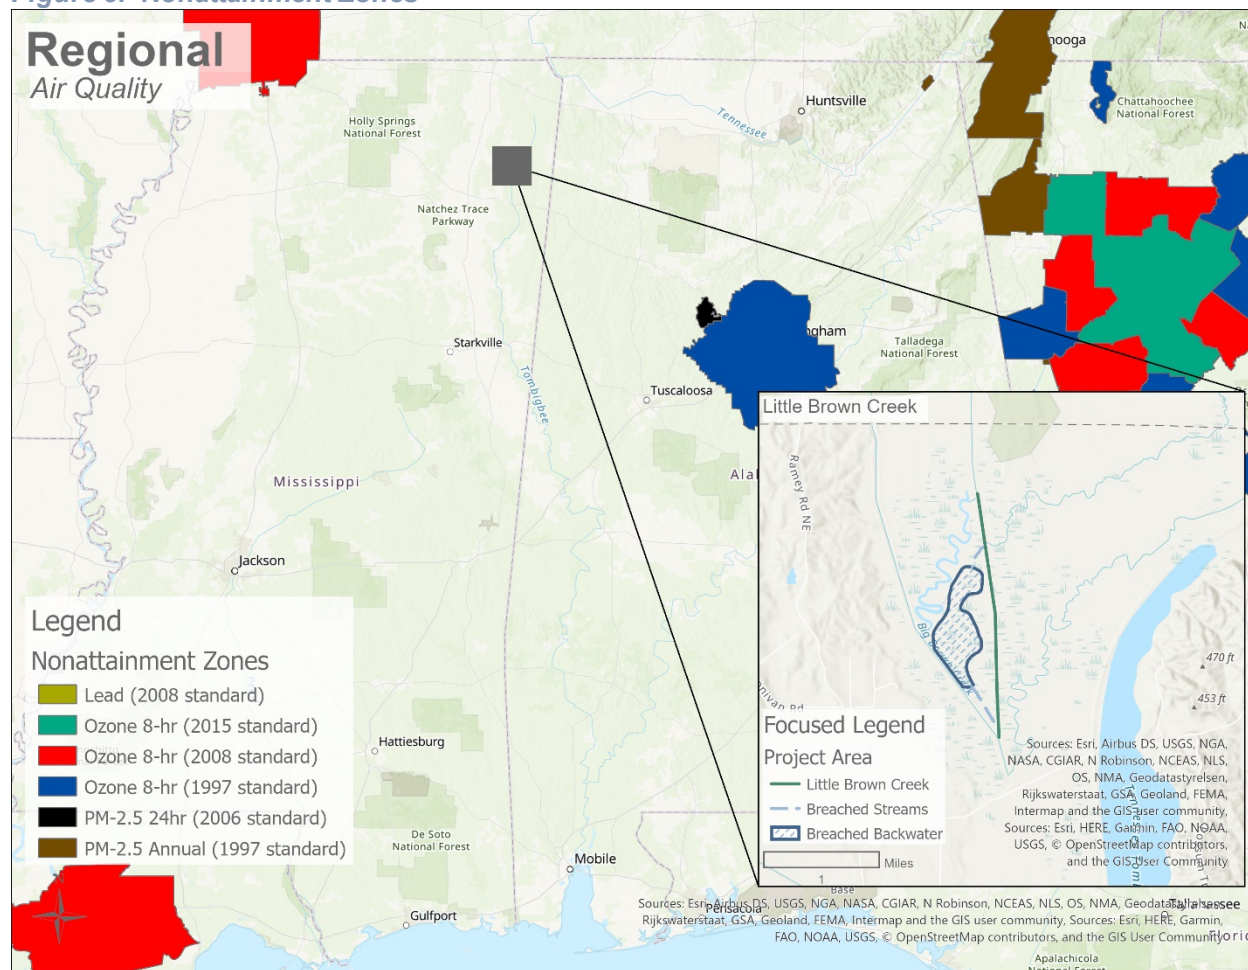 Regional
Air Quality
Holly Springs
National Forest
Huntsville
Tennessee
nooga
Chattahoochee
National Forest
Natchez Trace
Parkway
Starkville
Tombigbee
Tuscaloosa
ngham
Talladega
National Forest
Mississippi
Jackson
Hattiesburg
De Soto
National Forest
Mobile
Gulfport
Pensacola
Base
Apalachicola
National Forest
Legend
Nonattainment Zones
Lead (2008 standard)
Ozone 8-hr (2015 standard)
Ozone 8-hr (2008 standard)
Ozone 8-hr (1997 standard)
PM-2.5 24hr (2006 standard)
PM-2.5 Annual (1997 standard)
Little Brown Creek
Ramey Rd NE
470 ft
453 ft
Focused Legend
Project Area
Little Brown Creek
Breached Streams
Breached Backwater
Miles
1
Sources: Esri, Airbus DS, USGS, NGA,
NASA, CGIAR, N Robinson, NCEAS, NLS,
OS, NMA, Geodatastyrelsen,
Rijkswaterstaat, GSA, Geoland, FEMA,
Intermap and the GIS user community,
Sources: Esri, HERE, Garmin, FAO, NOAA,
USGS, © OpenStreetMap contributors,
and the GIS User Community
Sources: Esri, Airbus DS, USGS, NGA, NASA, CGIAR, N Robinson, NCEAS, NLS, OS, NMA,
Rijkswaterstaat, GSA, Geoland, FEMA, Intermap and the GIS user community, Sources: Esri, HERE, Garmin,
FAO, NOAA, USGS, © OpenStreetMap contributors, and the GIS User Community